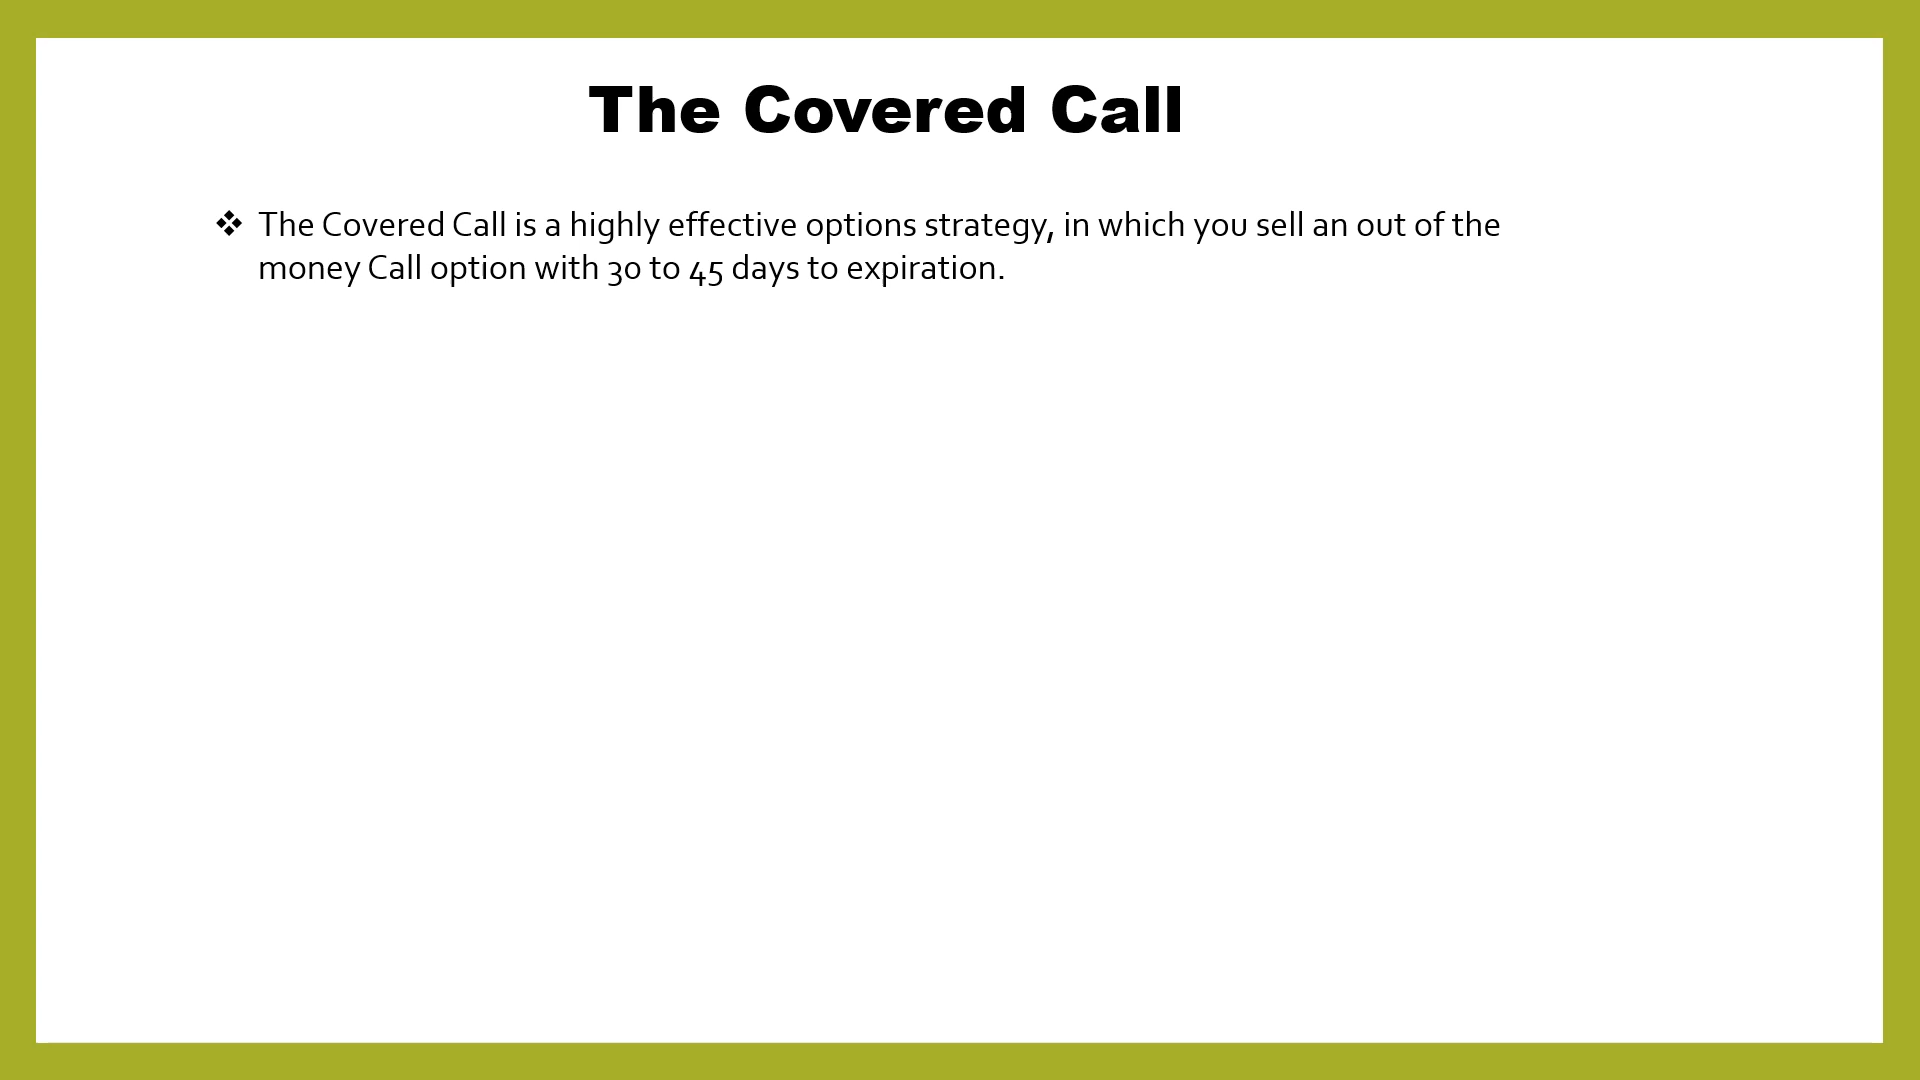 The Covered Call
❖ The Covered Call is a highly effective options strategy, in which you sell an out of the
money Call option with 30 to 45 days to expiration.